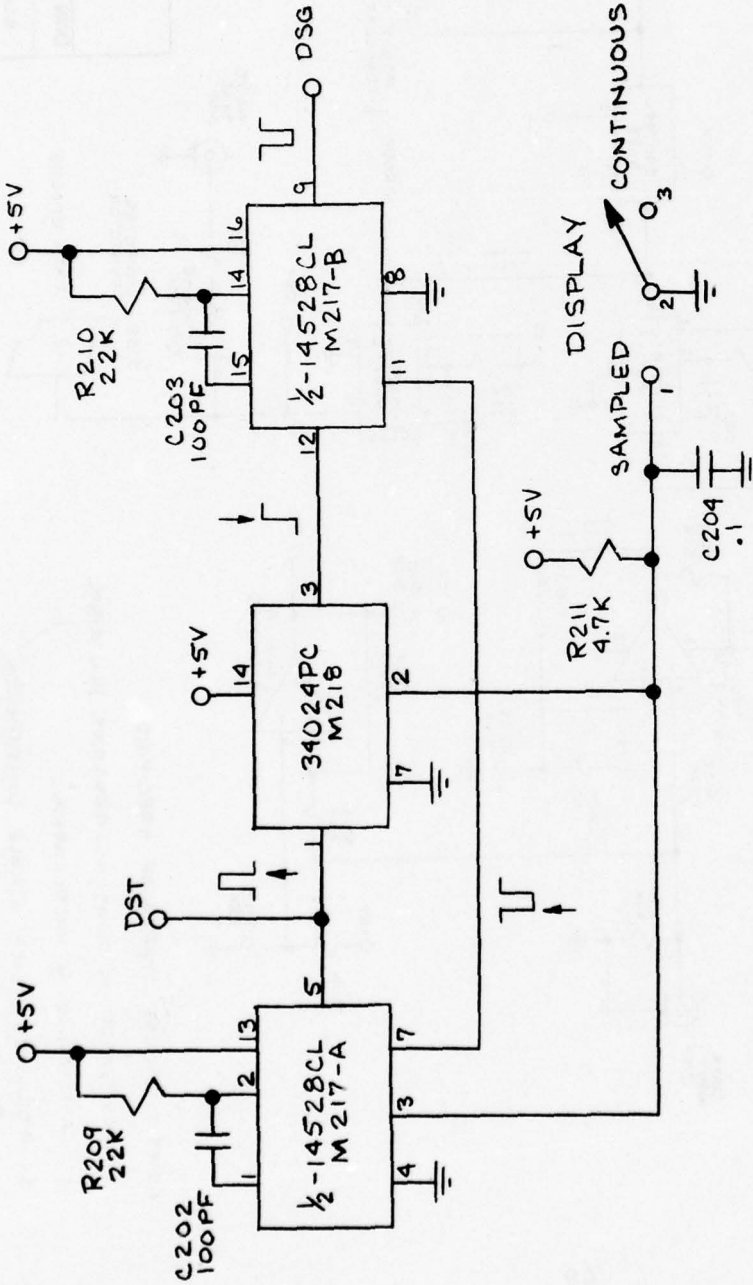 +5V
R209
22K
C202
100PF
1
2
13
½-14528CL
M217-A
4
3
7
5
DST
+5V
14
1
34024PC
M218
7
2
3
+5V
R210
22K
C203
100PF
15
14
16
12
½-14528CL
M217-B
11
8
9
DSG
+5V
R211
4.7K
C204
.1
SAMPLED
1
DISPLAY
2
3
CONTINUOUS